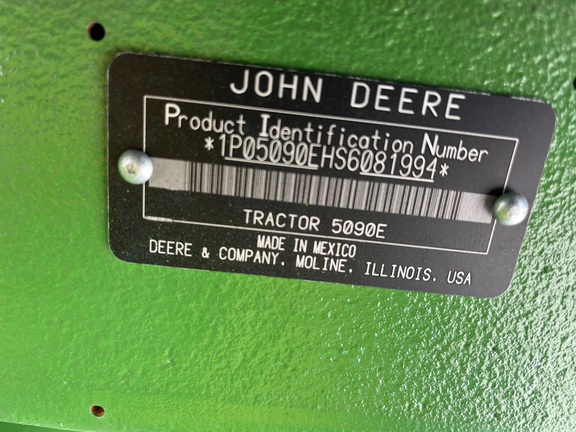 JOHN DEERE
Product Identification Number
*1P05090EHS6081994*
TRACTOR 5090E
MADE IN MEXICO
DEERE & COMPANY, MOLINE, ILLINOIS, USA